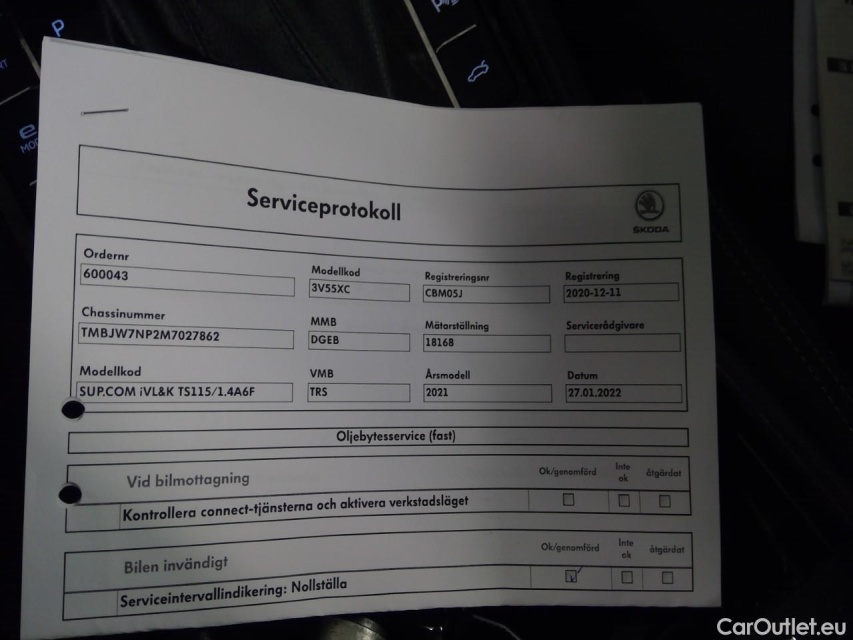 P
e
Serviceprotokoll
ŠKODA
Ordernr
600043
Modellkod
3V55XC
Registreringsnr
CBM05J
Registrering
2020-12-11
Chassinummer
TMBJW7NP2M7027862
MMB
DGEB
Mätarställning
18168
Servicerådgivare
Modellkod
SUP.COM iVL&K TS115/1.4A6F
VMB
TRS
Årsmodell
2021
Datum
27.01.2022
Oljebytesservice (fast)
Vid bilmottagning
Ok/genomförd
Inte ok
åtgärdat
Kontrollera connect-tjänsterna och aktivera verkstadsläget
Bilen invändigt
Ok/genomförd
Inte ok
åtgärdat
Serviceintervallindikering: Nollställa
CarOutlet.eu